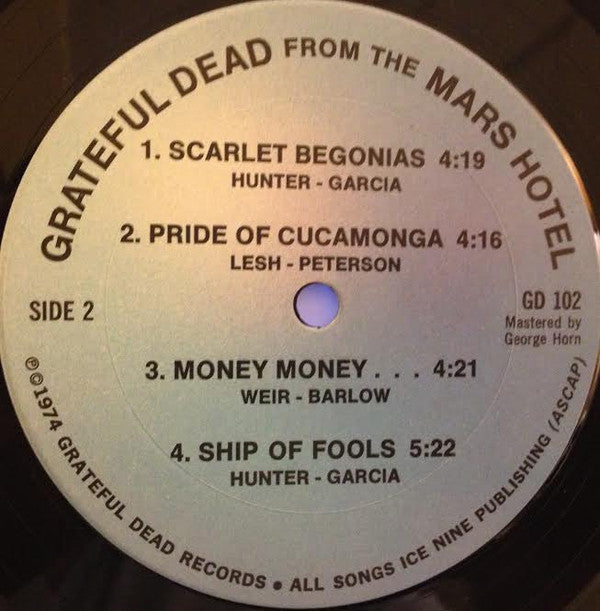 GRATEFUL DEAD FROM THE MARS HOTEL
1. SCARLET BEGONIAS 4:19
HUNTER - GARCIA
2. PRIDE OF CUCAMONGA 4:16
LESH - PETERSON
SIDE 2
GD 102
Mastered by
George Horn
3. MONEY MONEY . . . 4:21
WEIR - BARLOW
4. SHIP OF FOOLS 5:22
HUNTER - GARCIA
℗©1974 GRATEFUL DEAD RECORDS • ALL SONGS ICE NINE PUBLISHING (ASCAP)